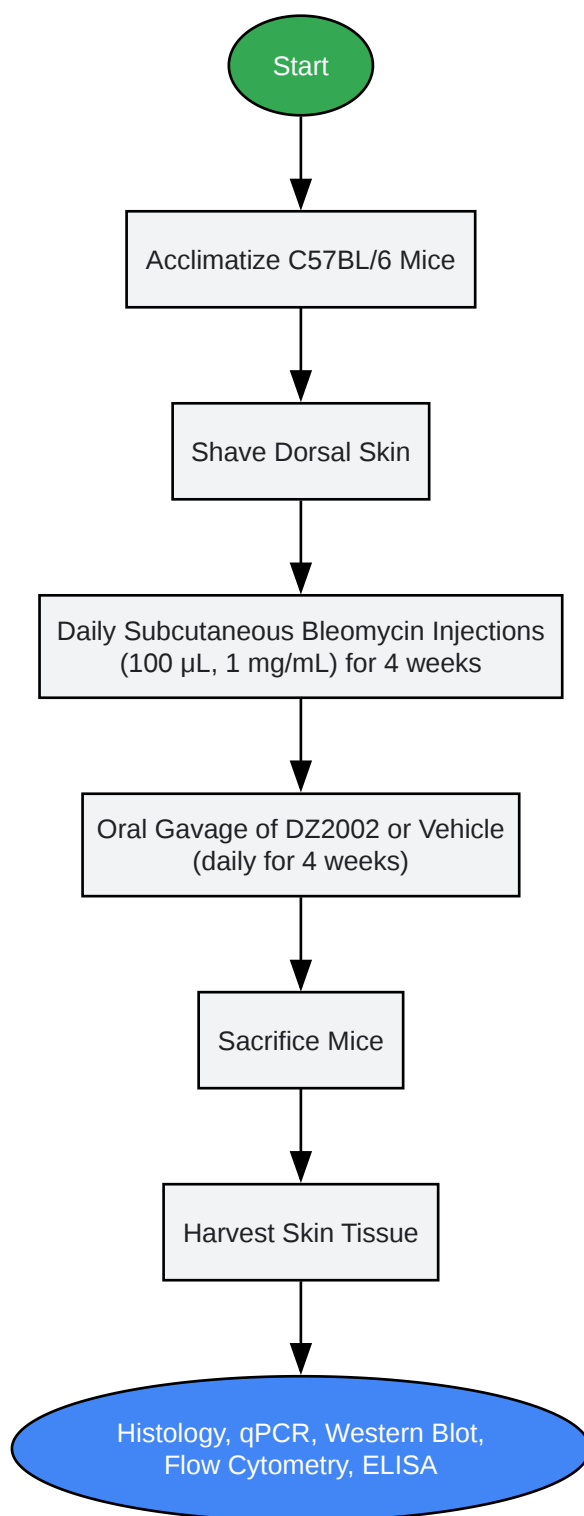 Start
Acclimatize C57BL/6 Mice
Shave Dorsal Skin
Daily Subcutaneous Bleomycin Injections
(100 μL, 1 mg/mL) for 4 weeks
Oral Gavage of DZ2002 or Vehicle
(daily for 4 weeks)
Sacrifice Mice
Harvest Skin Tissue
Histology, qPCR, Western Blot,
Flow Cytometry, ELISA